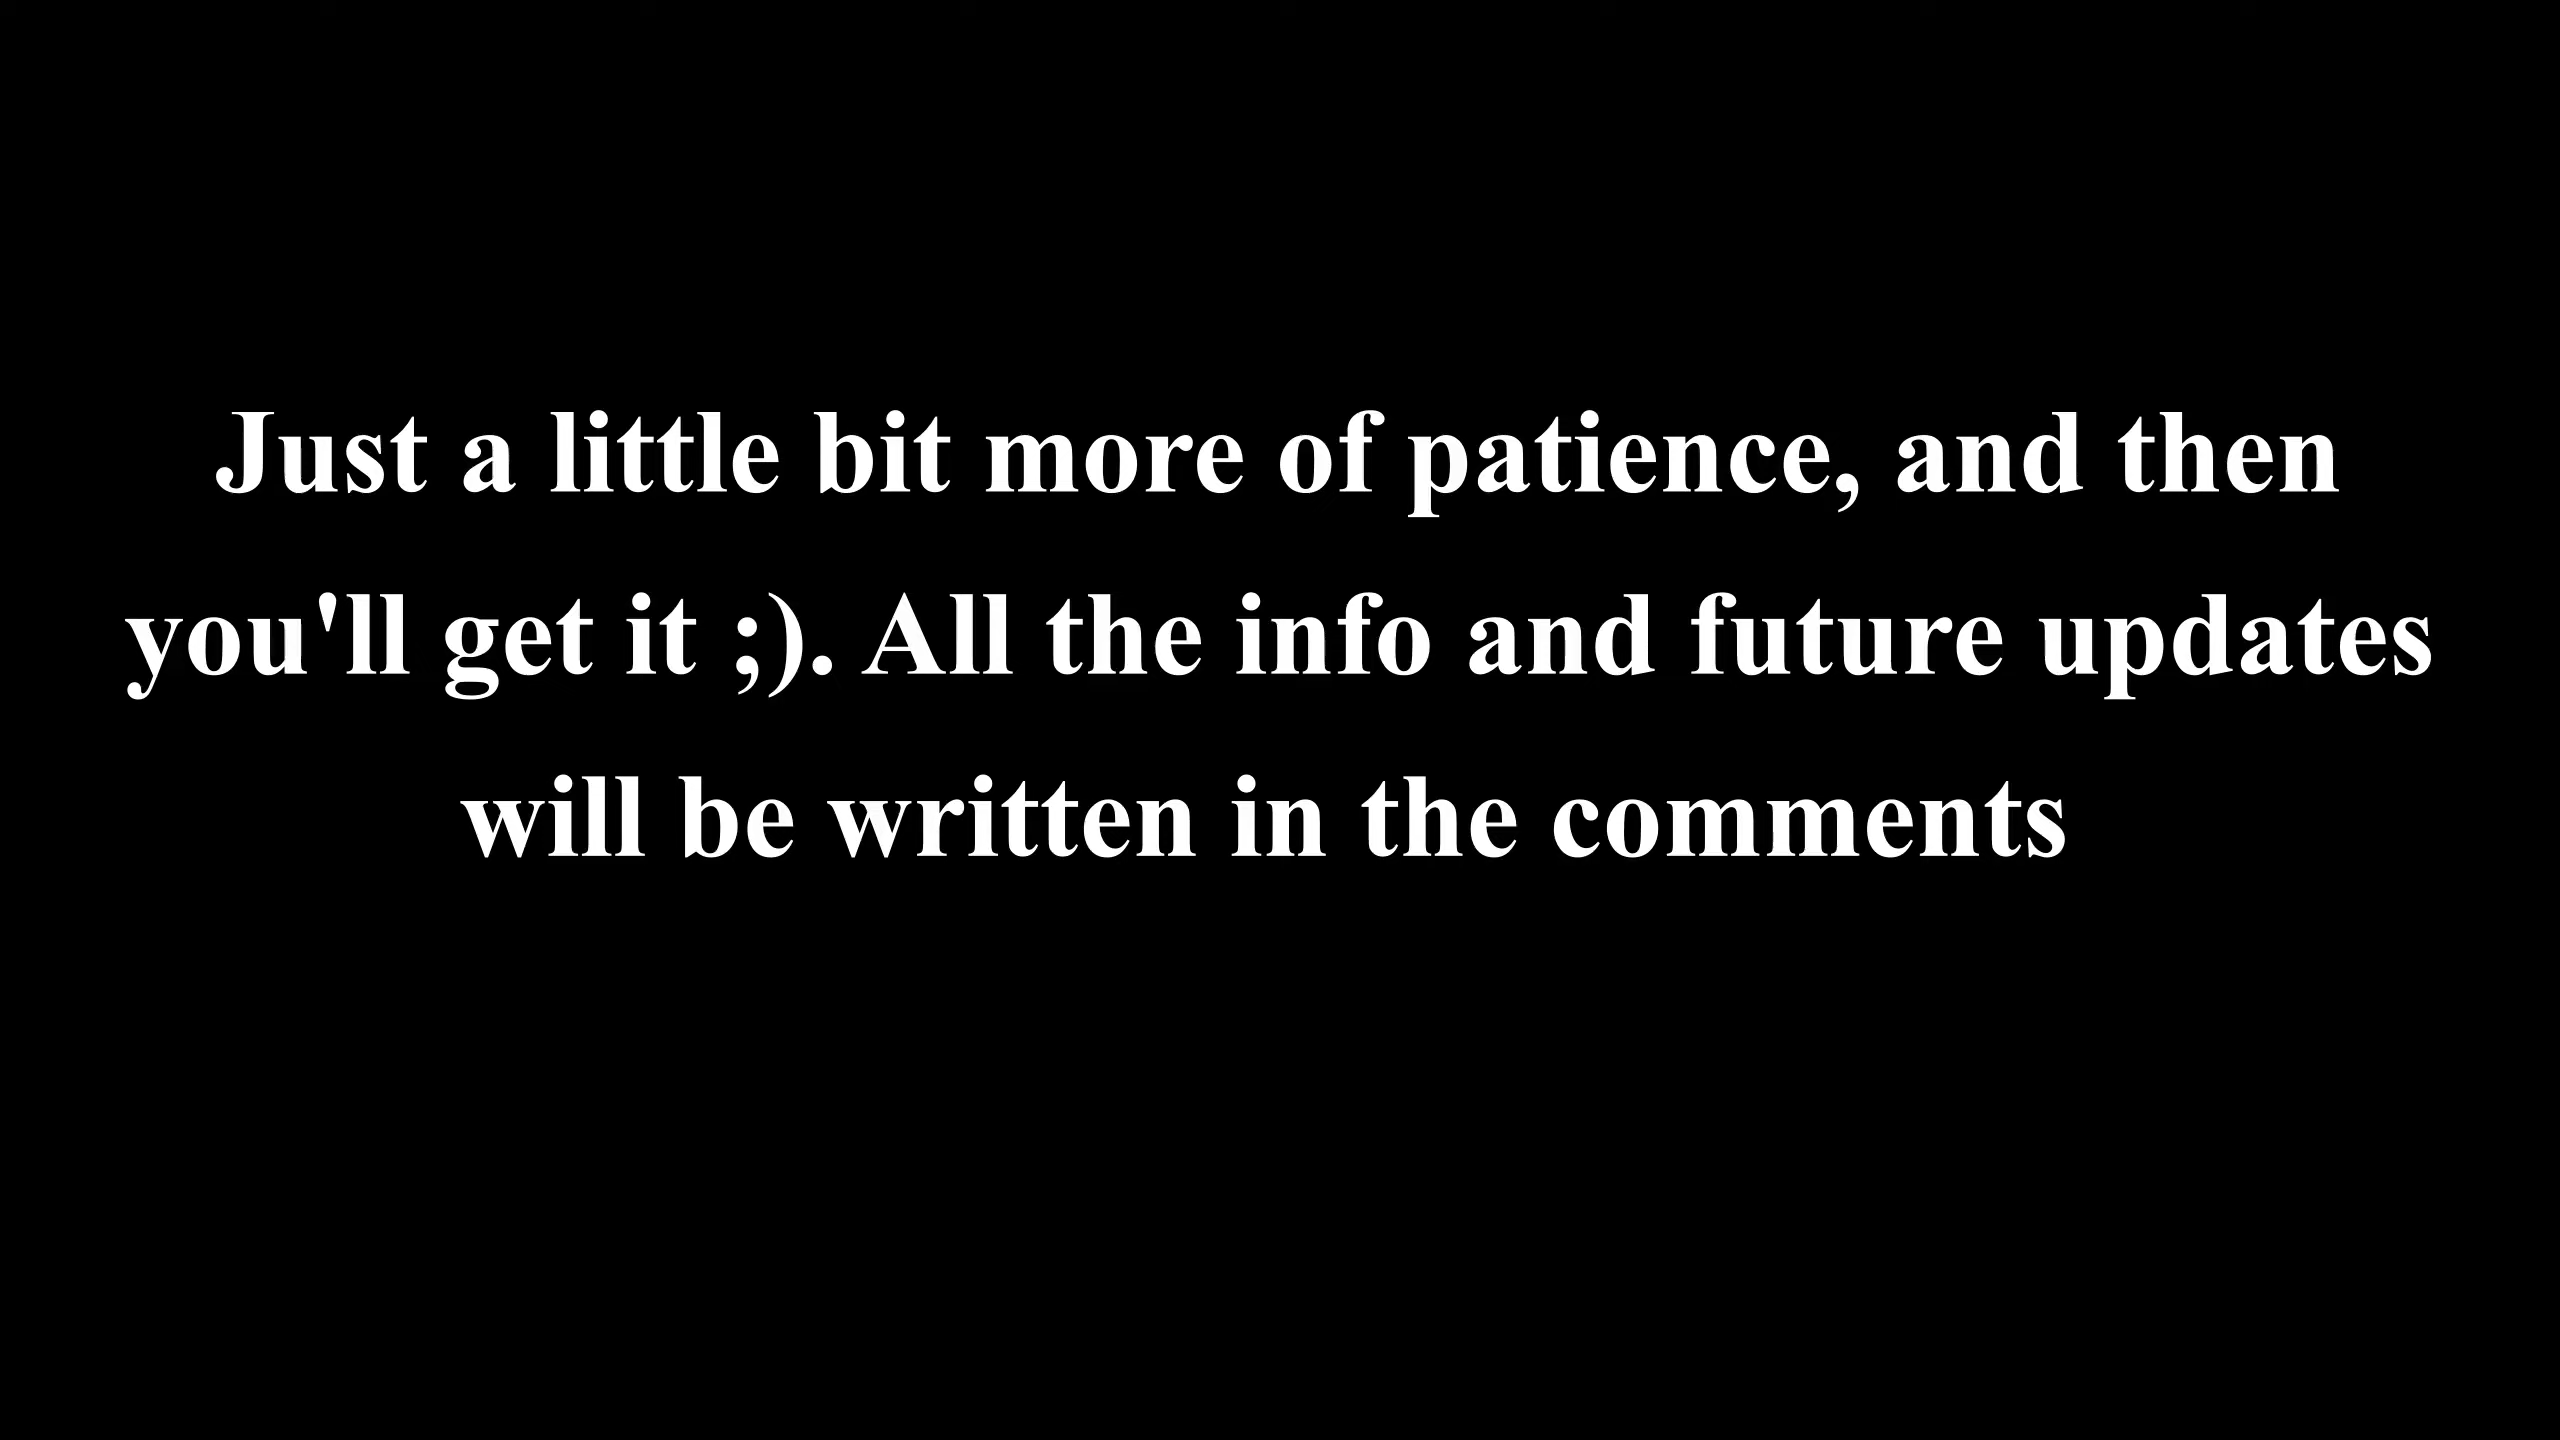 Just a little bit more of patience, and then
you'll get it ;). All the info and future updates
will be written in the comments